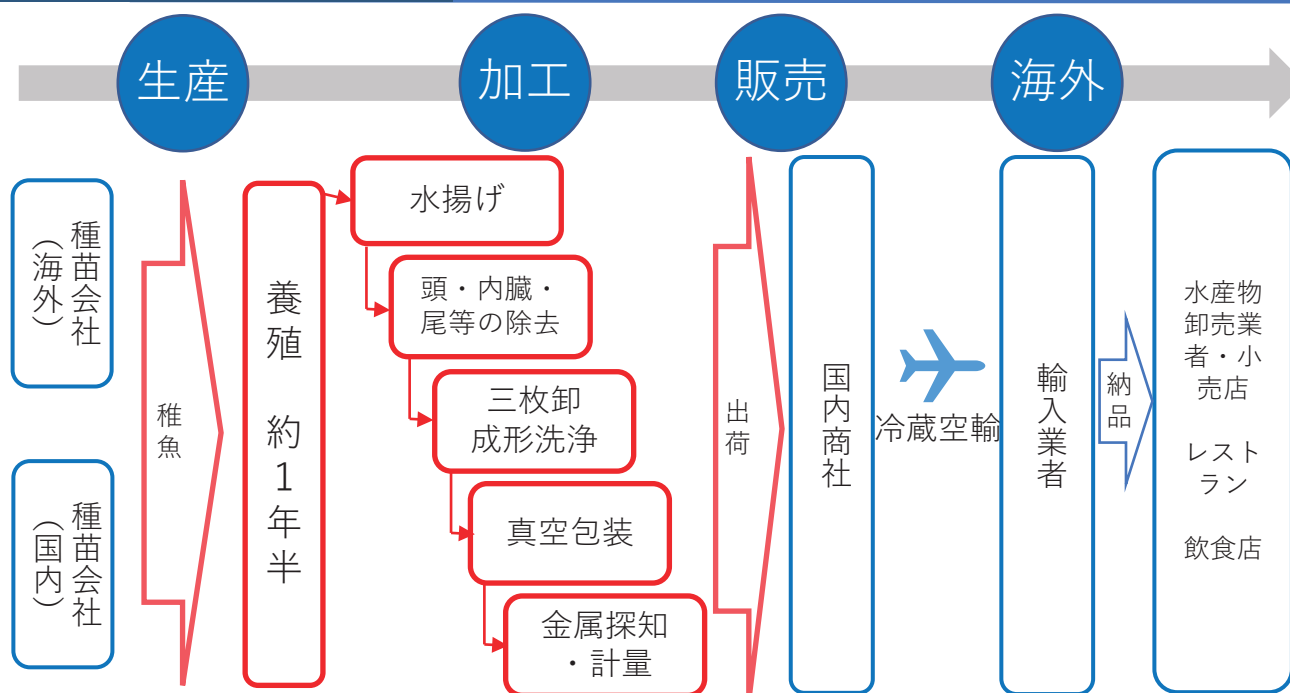 生産
加工
販売
海外
種苗会社
(海外)
種苗会社
(国内)
稚魚
養殖 約1年半
水揚げ
頭・内臓・
尾等の除去
三枚卸
成形洗浄
真空包装
金属探知
・計量
出荷
国内商社
冷蔵空輸
輸入業者
納品
水産物
卸売業
者・小
売店
レスト
ラン
飲食店